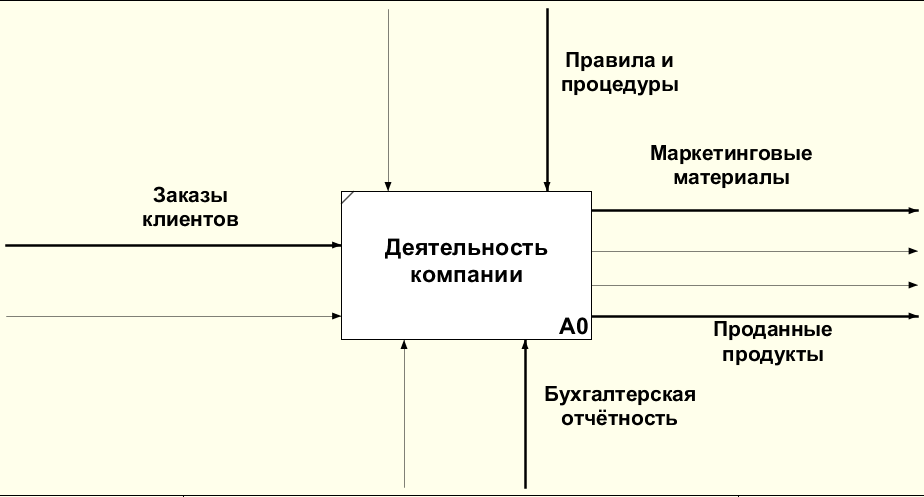 Правила и
процедуры
Маркетинговые
материалы
Заказы
клиентов
Деятельность
компании
A0
Проданные
продукты
Бухгалтерская
отчётность